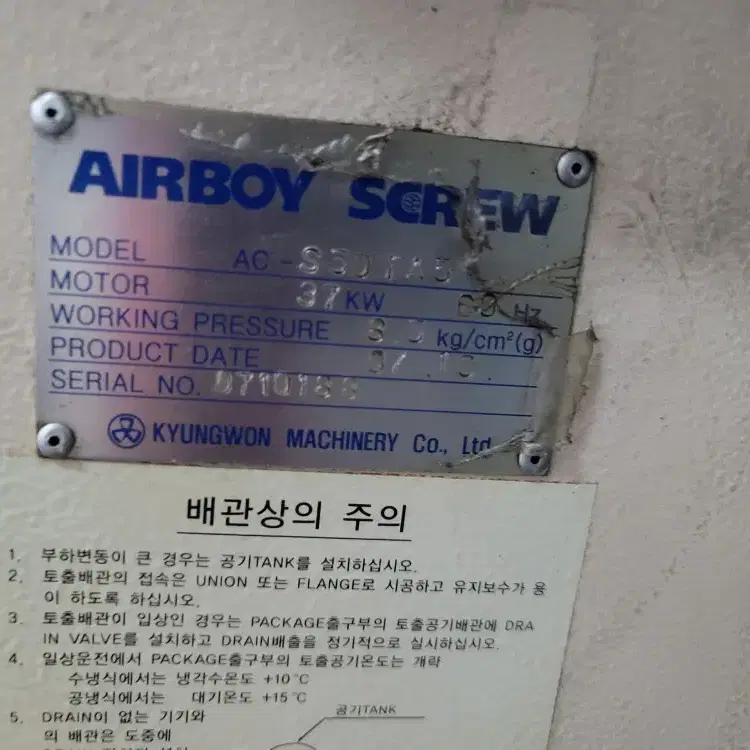 AIRBOY SCREW
MODEL AC-S50
MOTOR 37KW 60 Hz
WORKING PRESSURE kg/cm²(g)
PRODUCT DATE
SERIAL NO.
KYUNGWON MACHINERY Co., Ltd
배관상의 주의
1. 부하변동이 큰 경우는 공기TANK를 설치하십시오.
2. 토출배관의 접속은 UNION 또는 FLANGE로 시공하고 유지보수가 용
이 하도록 하십시오.
3. 토출배관이 입상인 경우는 PACKAGE출구부의 토출공기배관에 DRA
IN VALVE를 설치하고 DRAIN배출을 정기적으로 실시하십시오.
4. 일상운전에서 PACKAGE출구부의 토출공기온도는 개략
수냉식에서는 냉각수온도 +10℃
공냉식에서는 대기온도 +15℃
5. DRAIN이 없는 기기와
공기TANK
의 배관은 도중에